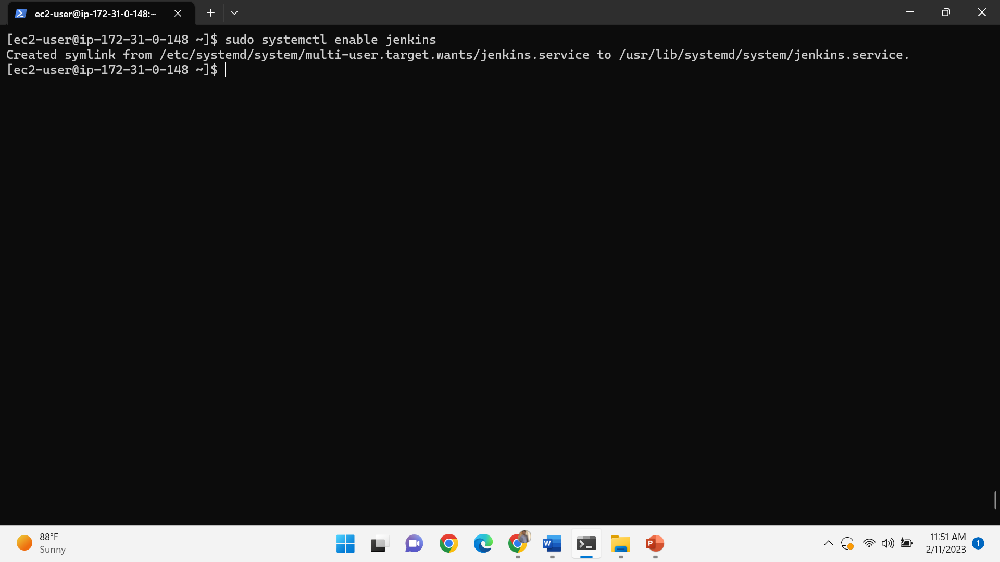 ec2-user@ip-172-31-0-148:~
[ec2-user@ip-172-31-0-148 ~]$ sudo systemctl enable jenkins
Created symlink from /etc/systemd/system/multi-user.target.wants/jenkins.service to /usr/lib/systemd/system/jenkins.service.
[ec2-user@ip-172-31-0-148 ~]$
88°F
Sunny
W
P
11:51 AM
2/11/2023
1